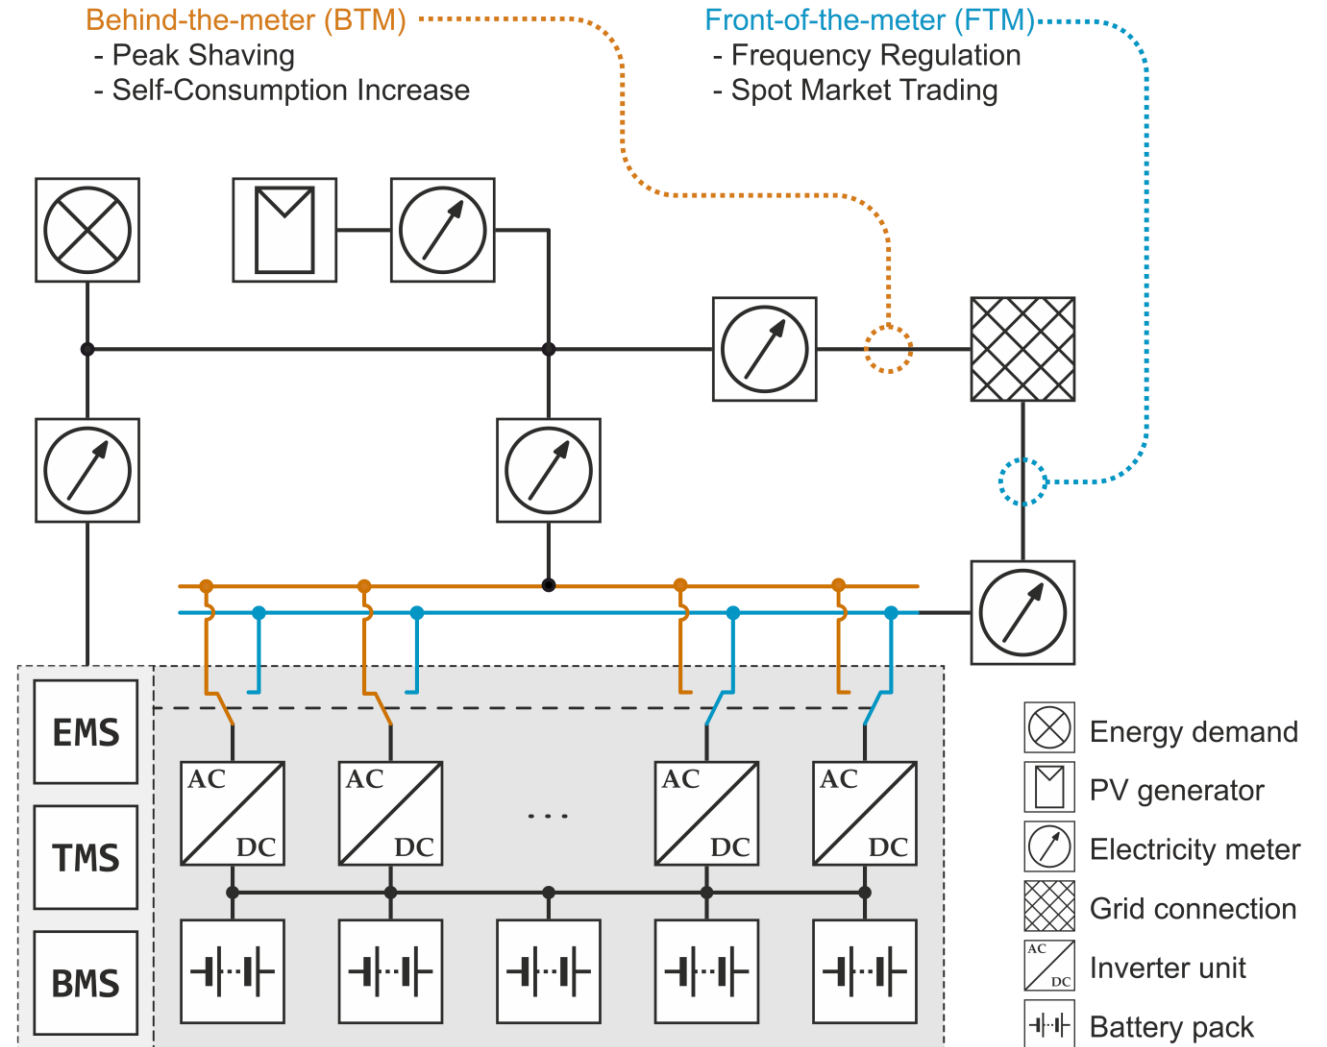 Behind-the-meter (BTM)
- Peak Shaving
- Self-Consumption Increase
Front-of-the-meter (FTM)
- Frequency Regulation
- Spot Market Trading
EMS
TMS
BMS
AC
DC
AC
DC
...
AC
DC
AC
DC
Energy demand
PV generator
Electricity meter
Grid connection
AC
DC
Inverter unit
Battery pack